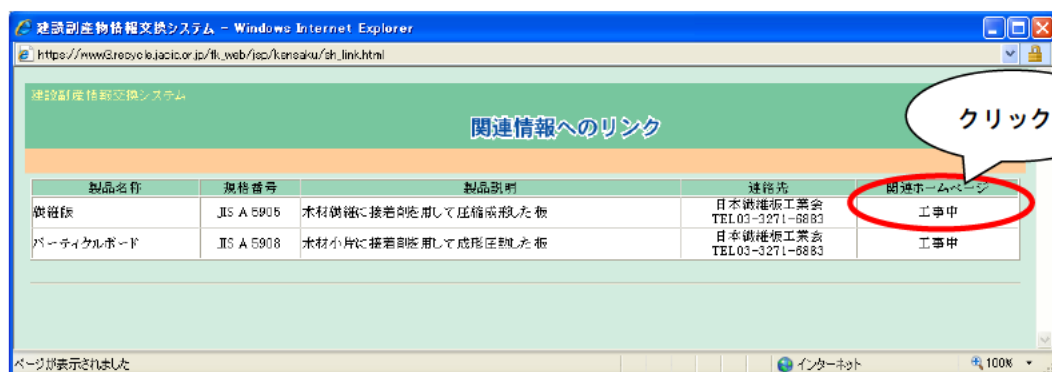 建設副産物情報交換システム - Windows Internet Explorer
https://www3.recycle.jacic.or.jp/fk_web/jsp/kensaku/sh_link.html
建設副産情報交換システム
関連情報へのリンク
クリック
製品名称 規格番号 製品説明 連絡先 関連ホームページ
繊維板 JIS A 5905 木材繊維に接着剤を用して圧縮成形した板 日本繊維板工業会 工事中
TEL03-3271-6883
パーティクルボード JIS A 5908 木材小片に接着剤を用して成形圧熱した板 日本繊維板工業会 工事中
TEL03-3271-6883
ページが表示されました インターネット 100%